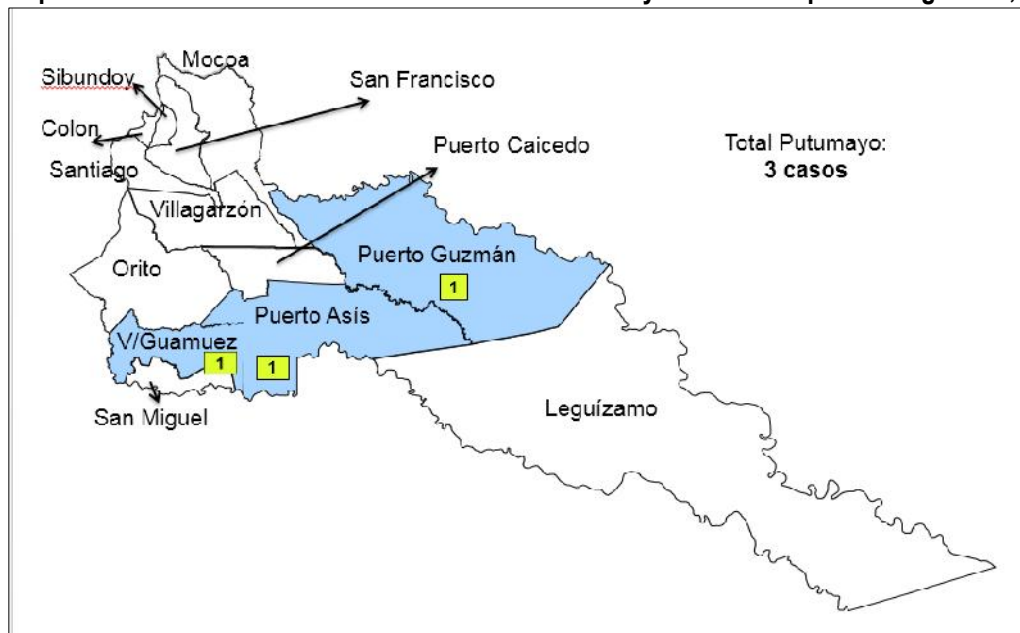 Mocoa
Sibundoy
San Francisco
Colon
Puerto Caicedo
Total Putumayo:
3 casos
Santiago
Villagarzón
Puerto Guzmán
Orito
1
Puerto Asís
V/Guamuez
1
1
Leguízamo
San Miguel